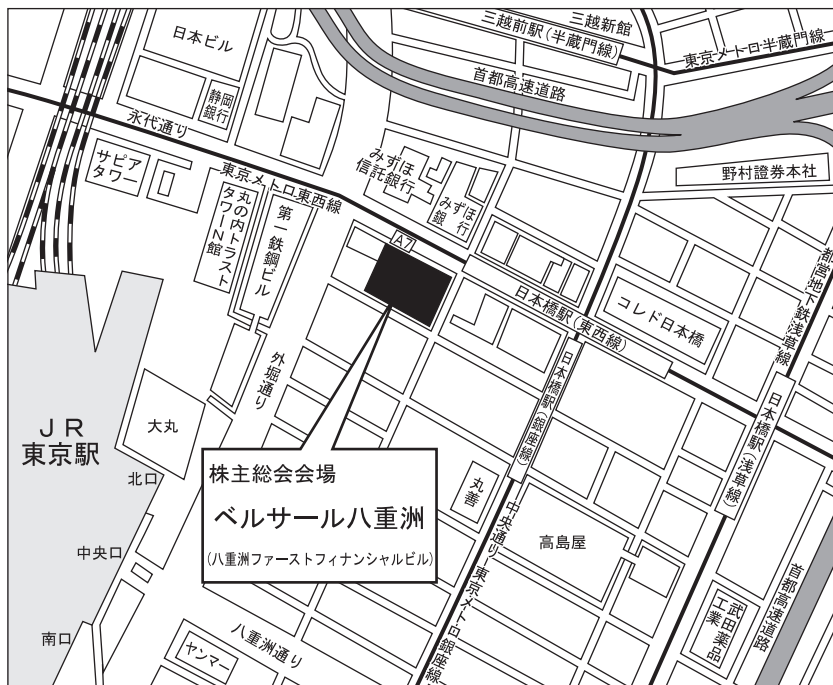 三越新館
三越前駅(半蔵門線)
東京メトロ半蔵門線
日本ビル
首都高速道路
静岡
銀行
永代通り
サピア
タワー
東京メトロ東西線
みずほ
信託銀行
みずほ
銀行
野村證券本社
丸の内トラスト
タワーN館
第一鉄鋼ビル
A7
日本橋駅(東西線)
コレド日本橋
都営地下鉄浅草線
外堀通り
日本橋駅(銀座線)
日本橋駅(浅草線)
JR
東京駅
大丸
北口
株主総会会場
ベルサール八重洲
(八重洲ファーストフィナンシャルビル)
丸善
高島屋
中央通り・東京メトロ銀座線
中央口
首都高速道路
武田薬品
工業
南口
八重洲通り
ヤンマー